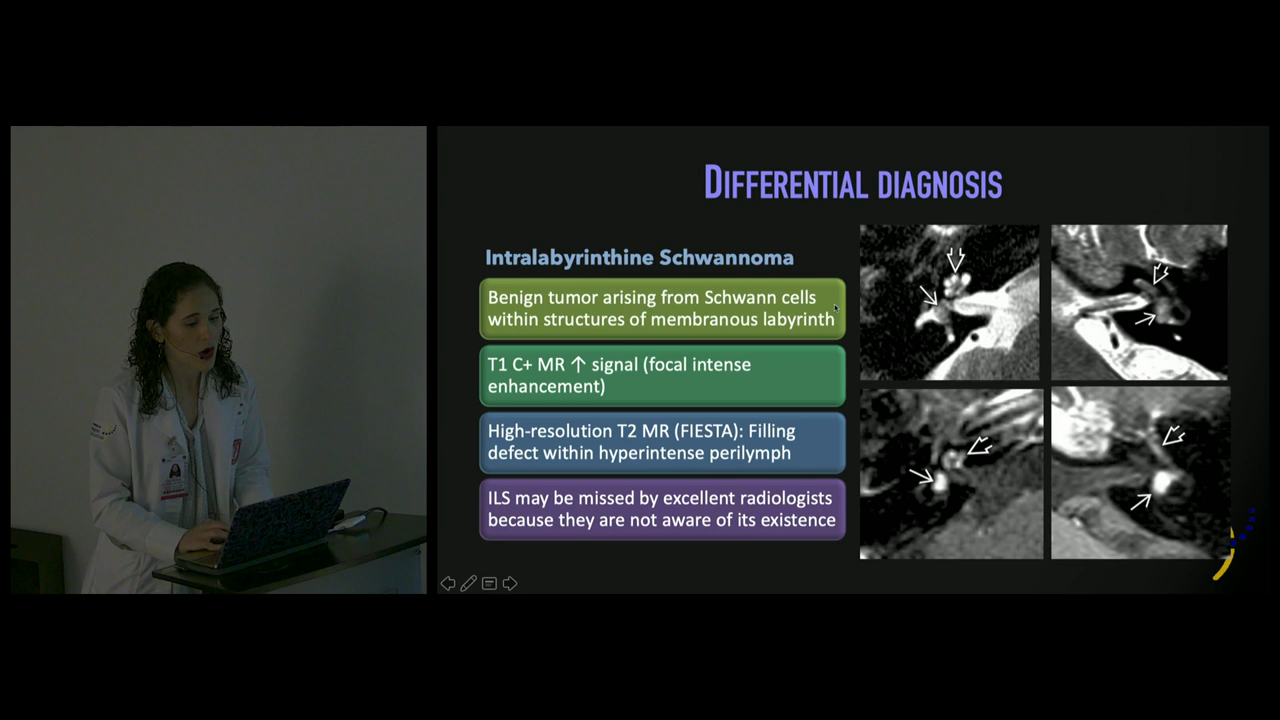 DIFFERENTIAL DIAGNOSIS
Intralabyrinthine Schwannoma
Benign tumor arising from Schwann cells
within structures of membranous labyrinth
T1 C+ MR ↑ signal (focal intense
enhancement)
High-resolution T2 MR (FIESTA): Filling
defect within hyperintense perilymph
ILS may be missed by excellent radiologists
because they are not aware of its existence